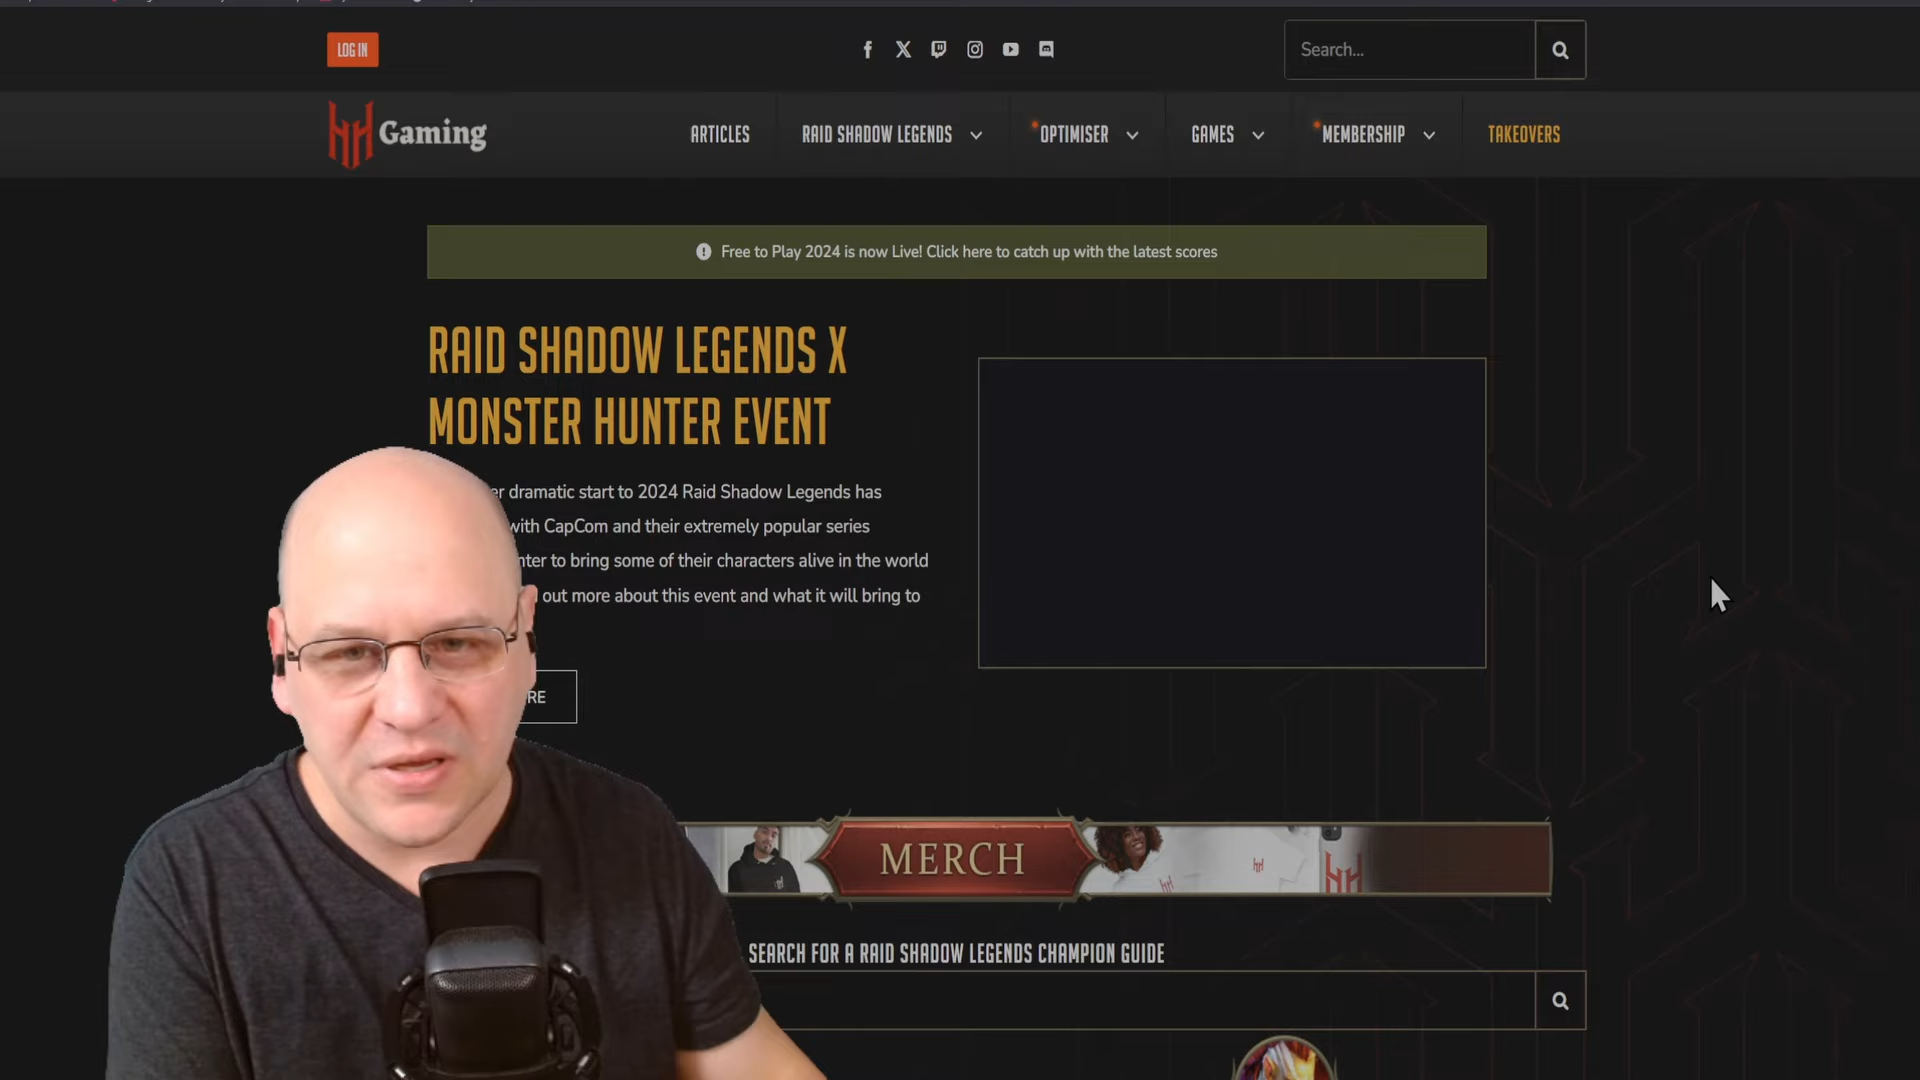 LOG IN
Search...
Gaming
ARTICLES
RAID SHADOW LEGENDS
OPTIMISER
GAMES
MEMBERSHIP
TAKEOVERS
Free to Play 2024 is now Live! Click here to catch up with the latest scores
RAID SHADOW LEGENDS X
MONSTER HUNTER EVENT
dramatic start to 2024 Raid Shadow Legends has
with CapCom and their extremely popular series
to bring some of their characters alive in the world
out more about this event and what it will bring to
MERCH
SEARCH FOR A RAID SHADOW LEGENDS CHAMPION GUIDE